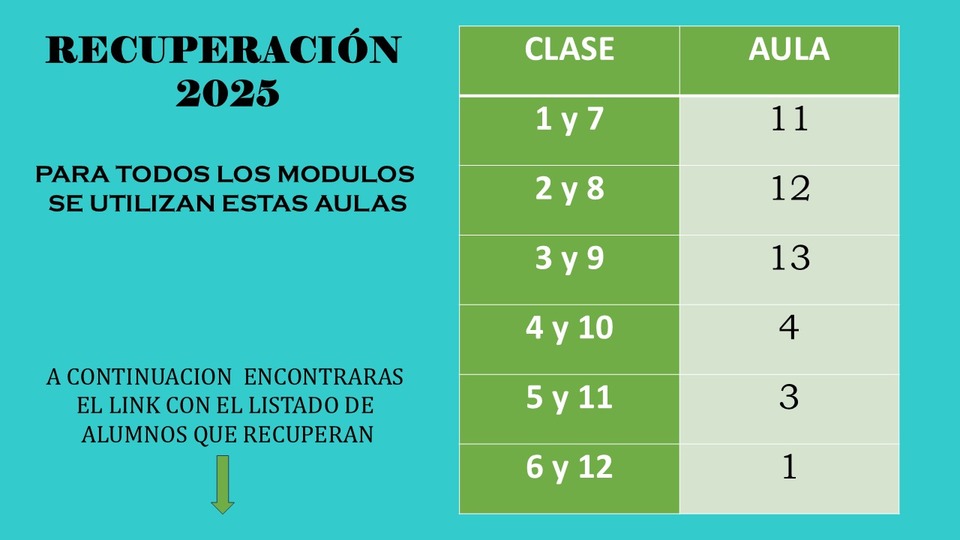 RECUPERACIÓN
2025
PARA TODOS LOS MODULOS
SE UTILIZAN ESTAS AULAS
A CONTINUACION ENCONTRARAS
EL LINK CON EL LISTADO DE
ALUMNOS QUE RECUPERAN
CLASE AULA
1 y 7 11
2 y 8 12
3 y 9 13
4 y 10 4
5 y 11 3
6 y 12 1